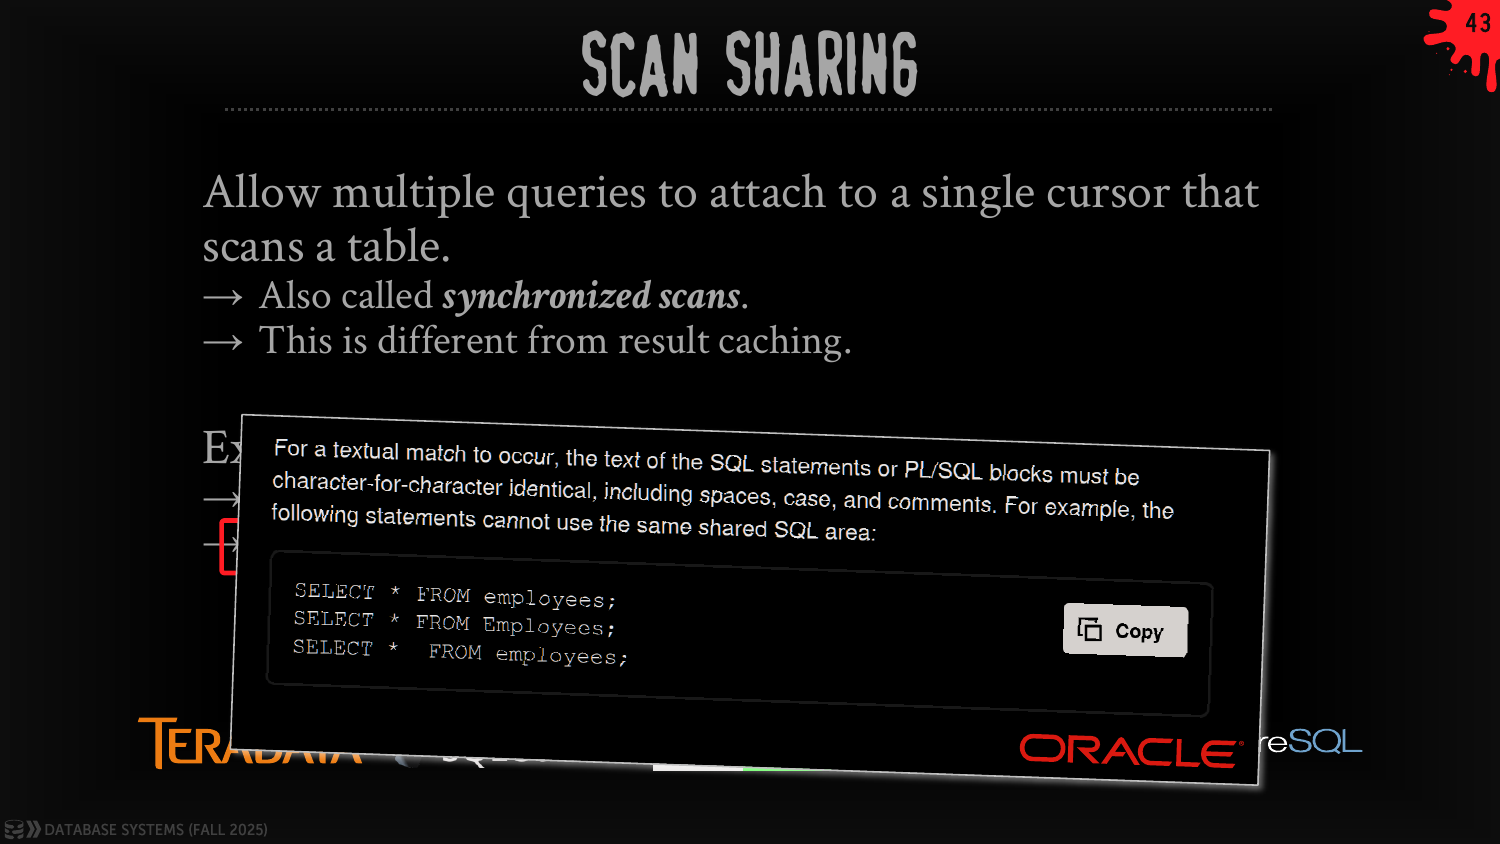 43
SCAN SHARING
Allow multiple queries to attach to a single cursor that
scans a table.
→ Also called synchronized scans.
→ This is different from result caching.
For a textual match to occur, the text of the SQL statements or PL/SQL blocks must be
character-for-character identical, including spaces, case, and comments. For example, the
following statements cannot use the same shared SQL area:
SELECT * FROM employees;
SELECT * FROM Employees;
SELECT *  FROM employees;
Copy
TERADATA
ORACLE
reSQL
DATABASE SYSTEMS (FALL 2025)